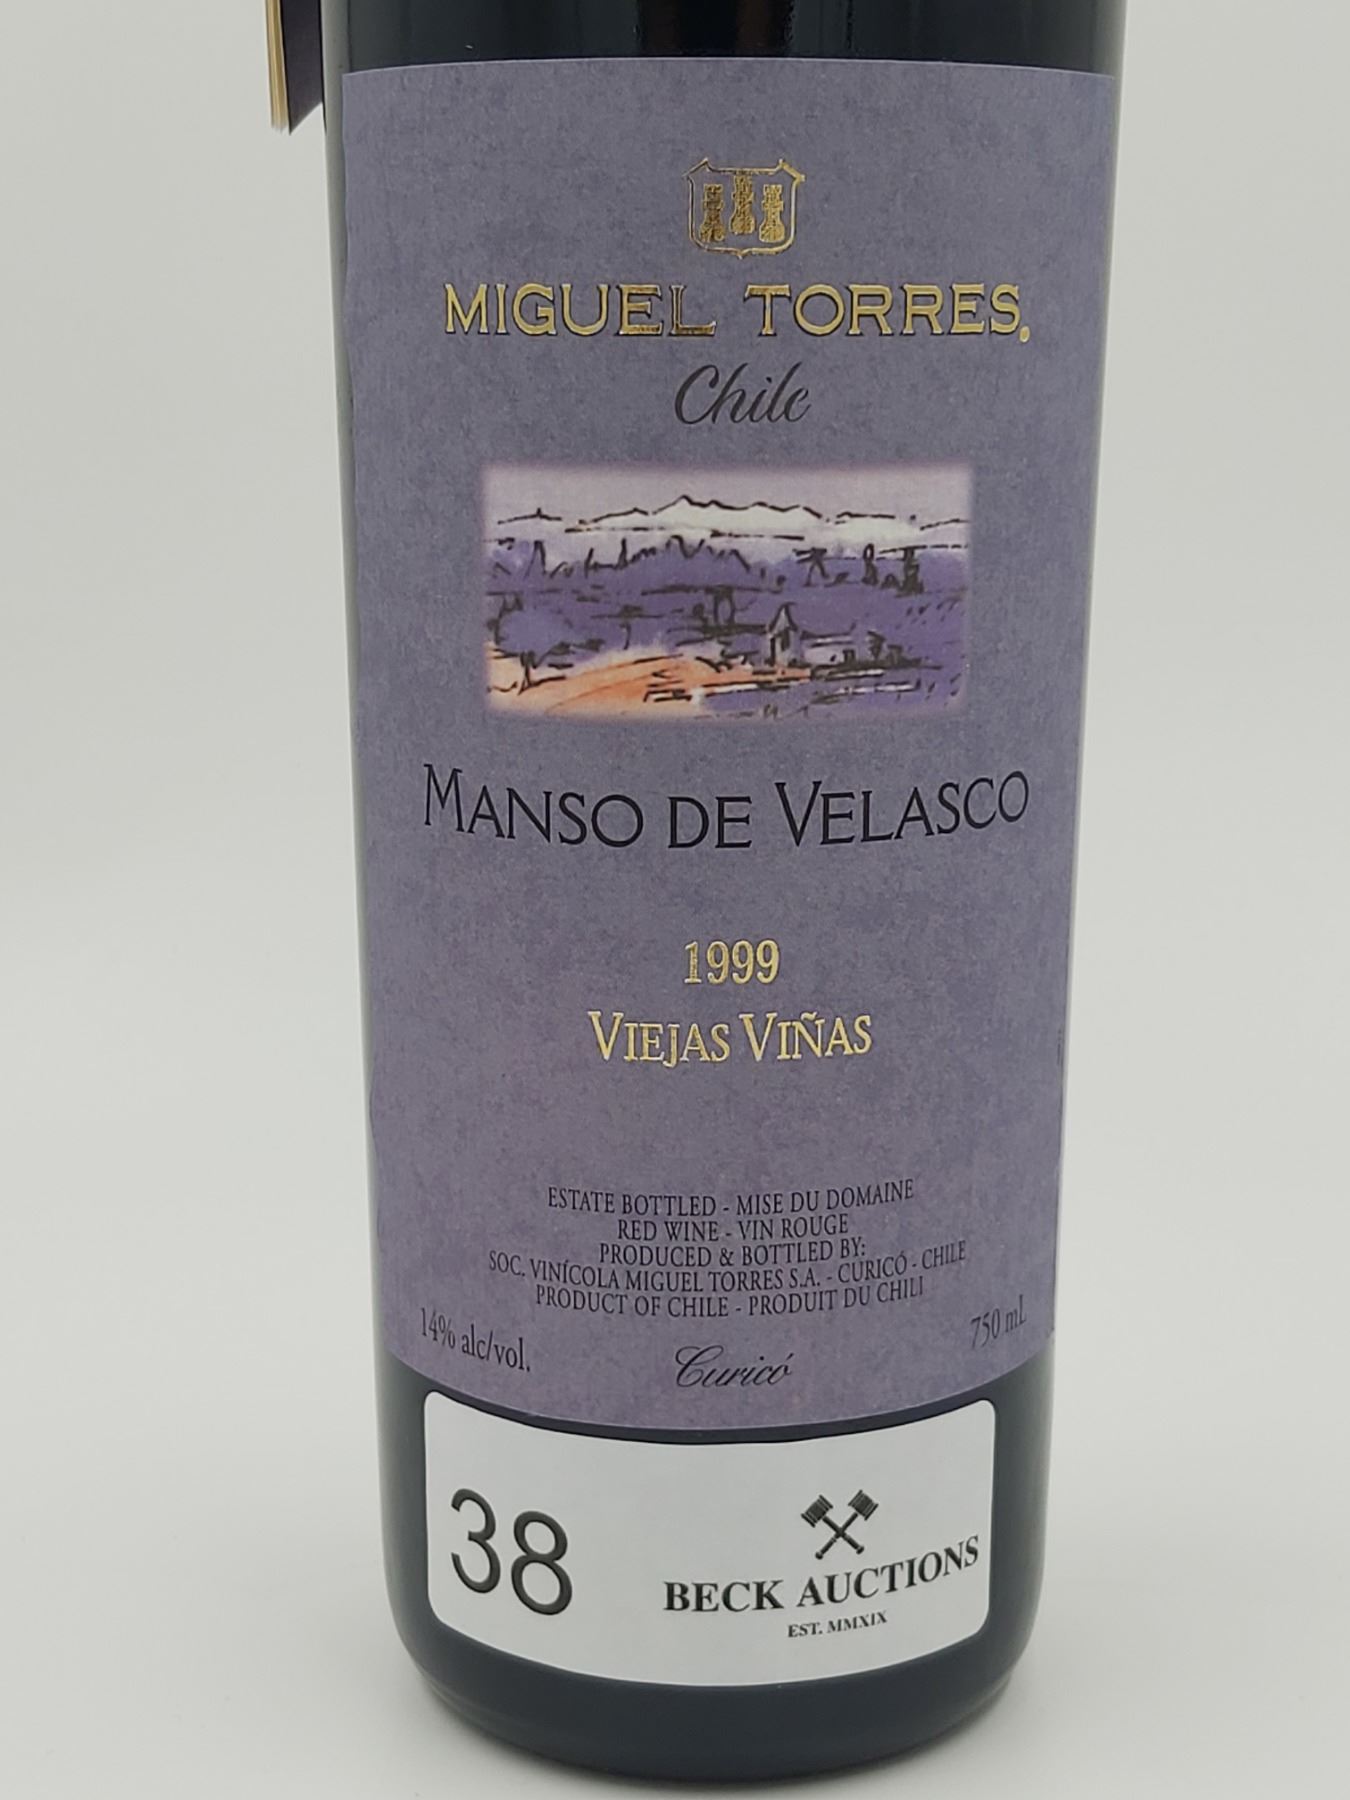 MIGUEL TORRES.
Chile
MANSO DE VELASCO
1999
VIEJAS VIÑAS
ESTATE BOTTLED - MISE DU DOMAINE
RED WINE - VIN ROUGE
PRODUCED & BOTTLED BY:
SOC. VINÍCOLA MIGUEL TORRES S.A. - CURICÓ - CHILE
PRODUCT OF CHILE - PRODUIT DU CHILI
14% alc/vol.
750 mL
Curicó
38
BECK AUCTIONS
EST. MMXIX